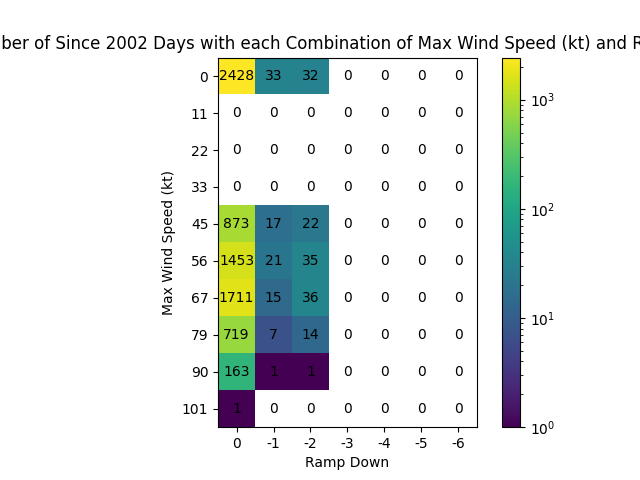 ber of Since 2002 Days with each Combination of Max Wind Speed (kt) and R
0 2428 33 32 0 0 0 0
11 0 0 0 0 0 0 0
22 0 0 0 0 0 0 0
33 0 0 0 0 0 0 0
45 873 17 22 0 0 0 0
56 1453 21 35 0 0 0 0
67 1711 15 36 0 0 0 0
79 719 7 14 0 0 0 0
90 163 1 1 0 0 0 0
101 1 0 0 0 0 0 0
0 -1 -2 -3 -4 -5 -6
Ramp Down
Max Wind Speed (kt)
10³
10²
10¹
10⁰